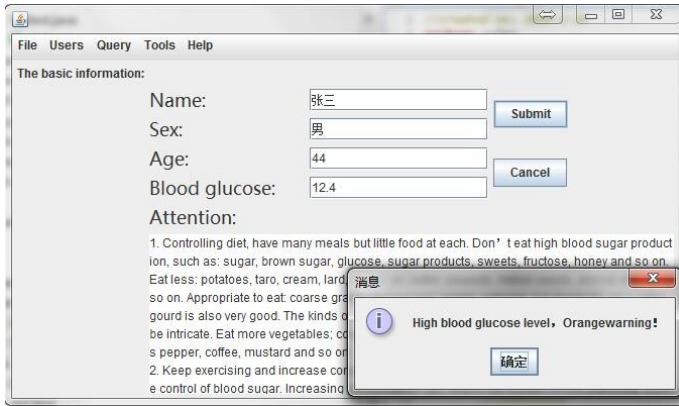 File Users Query Tools Help
The basic information:
Name: 张三
Submit
Sex: 男
Age: 44
Cancel
Blood glucose: 12.4
Attention:
1. Controlling diet, have many meals but little food at each. Don't eat high blood sugar product
ion, such as: sugar, brown sugar, glucose, sugar products, sweets, fructose, honey and so on.
Eat less: potatoes, taro, cream, lard,
so on. Appropriate to eat: coarse
gourd is also very good. The kinds
be intricate. Eat more vegetables;
s pepper, coffee, mustard and so on
2. Keep exercising and increase
e control of blood sugar. Increasing
消息
High blood glucose level，Orangewarning!
确定